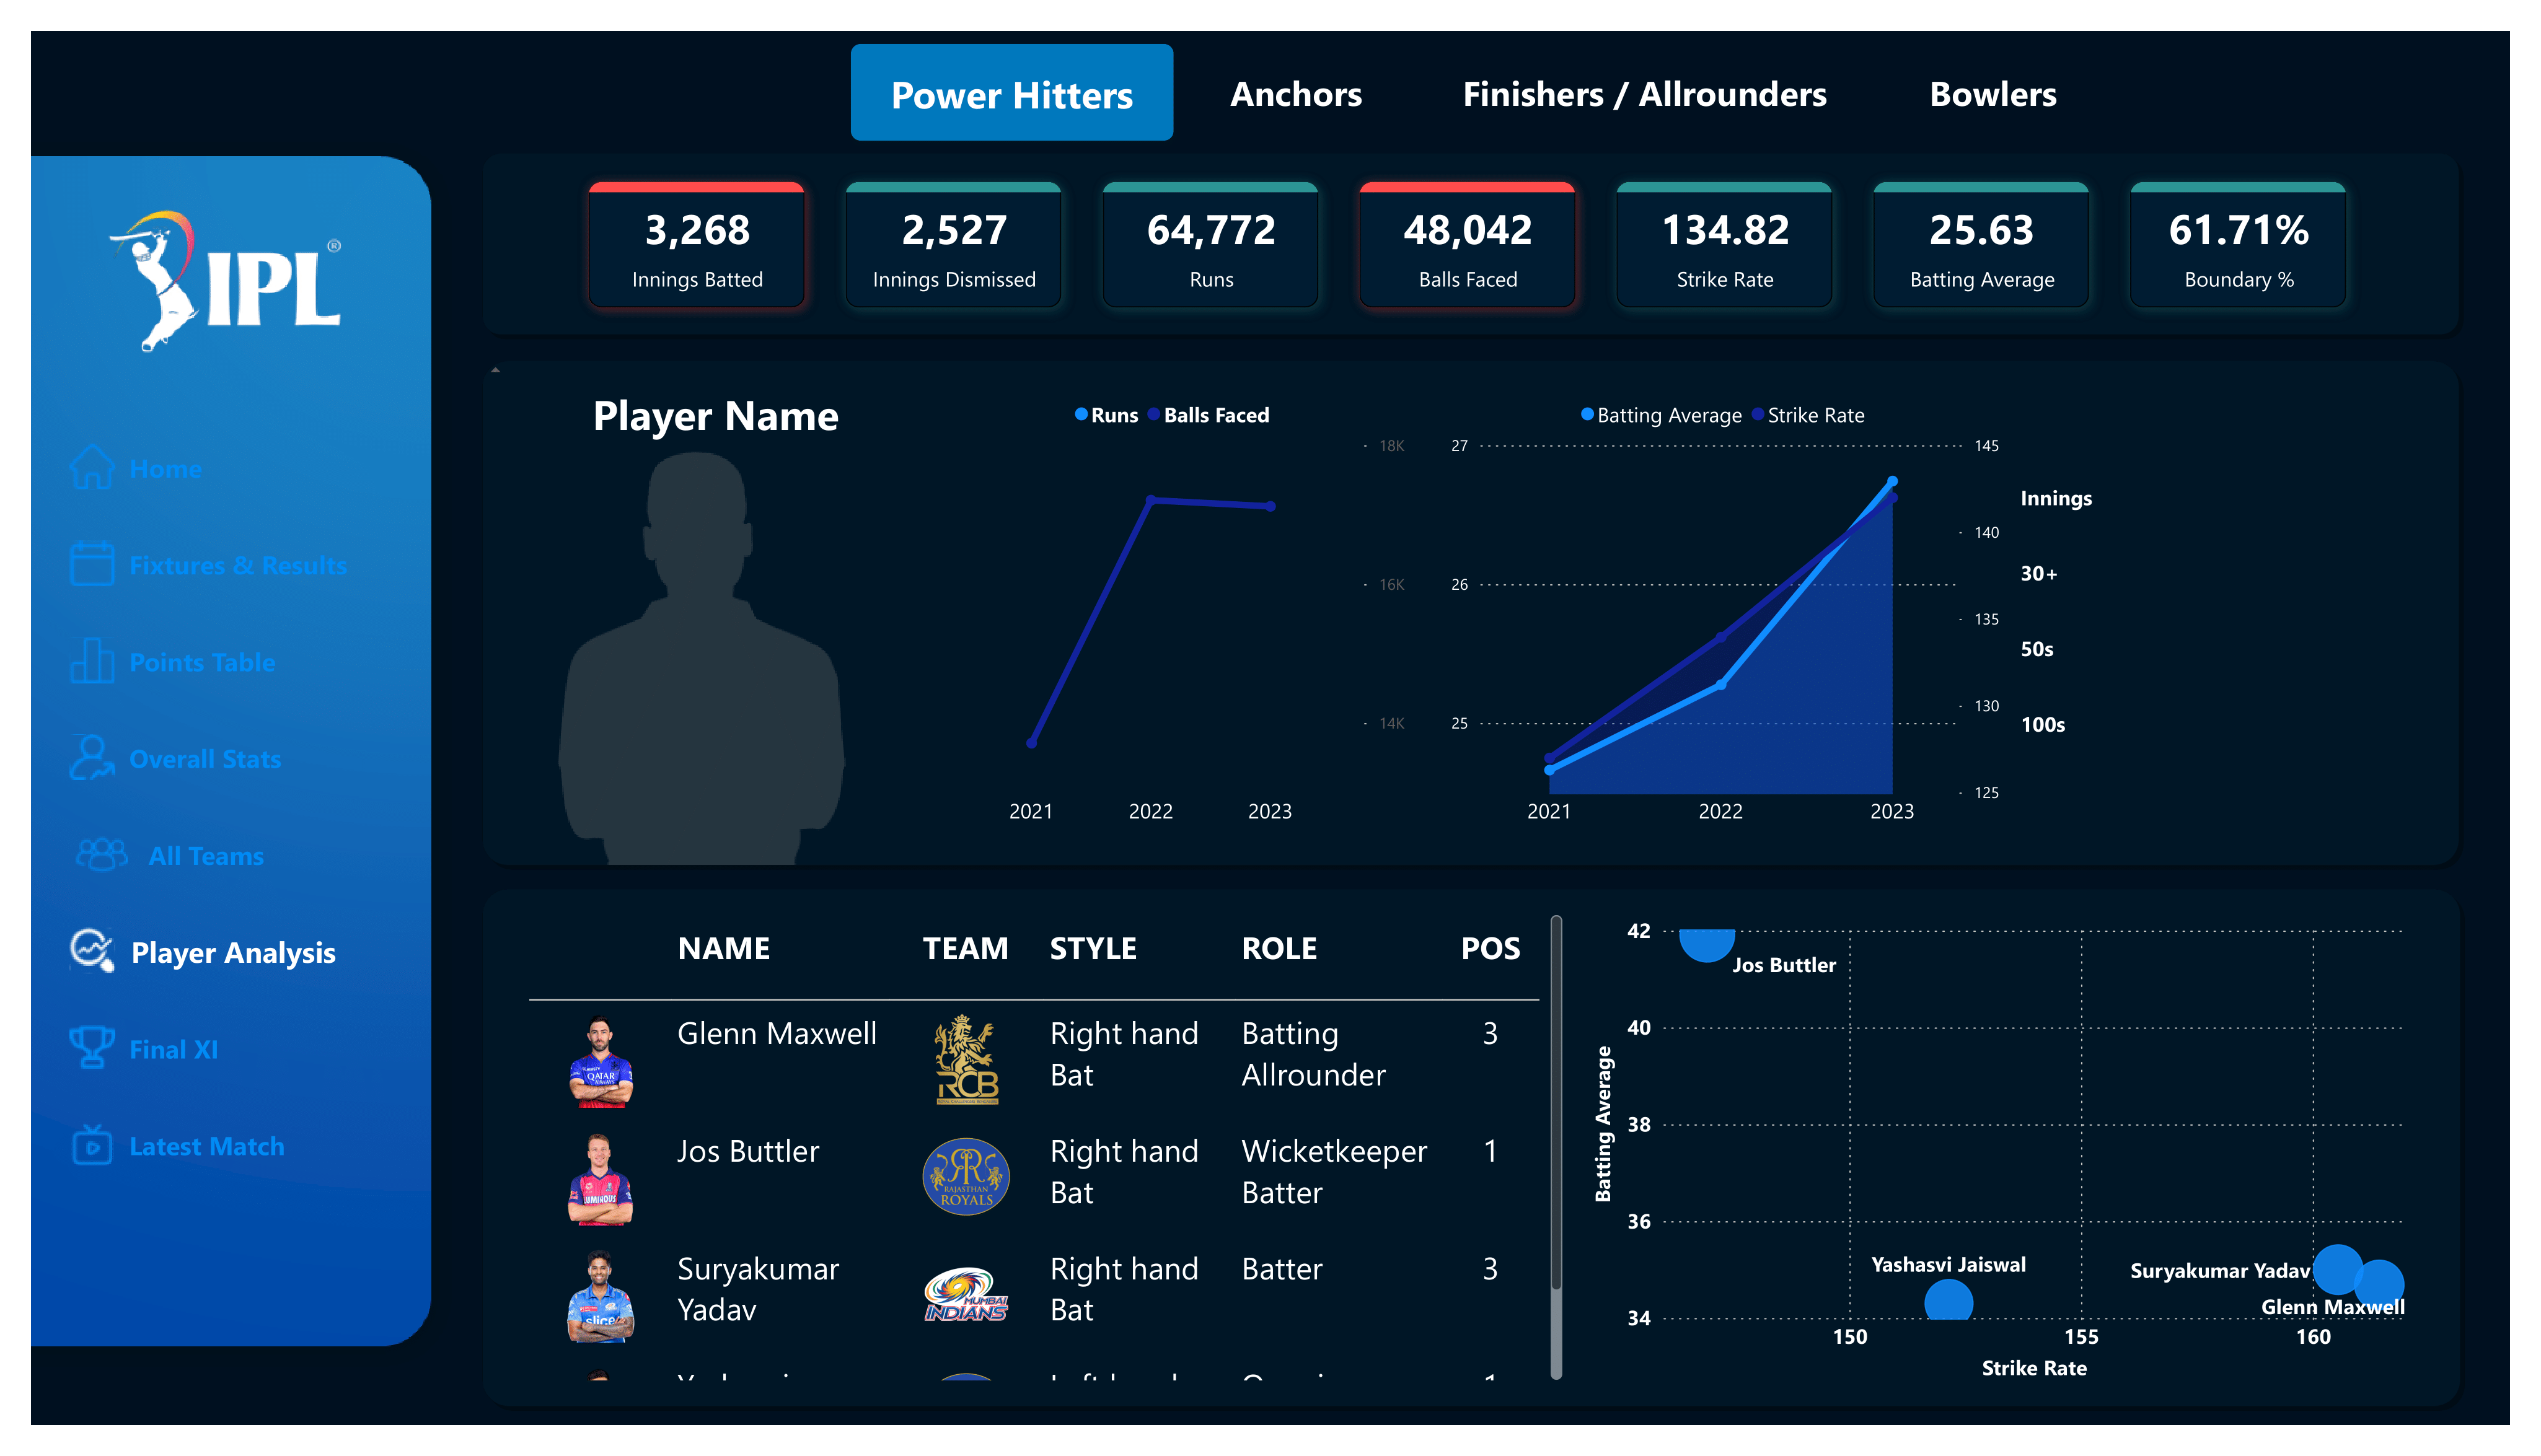 Power Hitters
Anchors
Finishers / Allrounders
Bowlers
IPL®
3,268
Innings Batted
2,527
Innings Dismissed
64,772
Runs
48,042
Balls Faced
134.82
Strike Rate
25.63
Batting Average
61.71%
Boundary %
Home
Fixtures & Results
Points Table
Overall Stats
All Teams
Player Analysis
Final XI
Latest Match
Player Name
Runs Balls Faced
18K
16K
14K
2021 2022 2023
Batting Average Strike Rate
27
26
25
145
140
135
130
125
2021 2022 2023
Innings
30+
50s
100s
NAME TEAM STYLE ROLE POS
Glenn Maxwell
QATAR
AIRWAYS
RCB
Right hand
Bat
Batting
Allrounder
3
Jos Buttler
LUMINOUS
RAJASTHAN
ROYALS
Right hand
Bat
Wicketkeeper
Batter
1
Suryakumar
Yadav
slice
MUMBAI
INDIANS
Right hand
Bat
Batter
3
Batting Average
42
40
38
36
34
Jos Buttler
Yashasvi Jaiswal
Suryakumar Yadav
Glenn Maxwell
150 155 160
Strike Rate